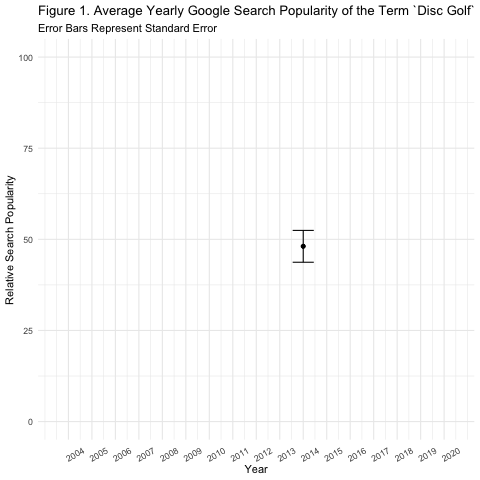 Figure 1. Average Yearly Google Search Popularity of the Term `Disc Golf`
Error Bars Represent Standard Error
100
75
50
25
0
Relative Search Popularity
2004 2005 2006 2007 2008 2009 2010 2011 2012 2013 2014 2015 2016 2017 2018 2019 2020
Year